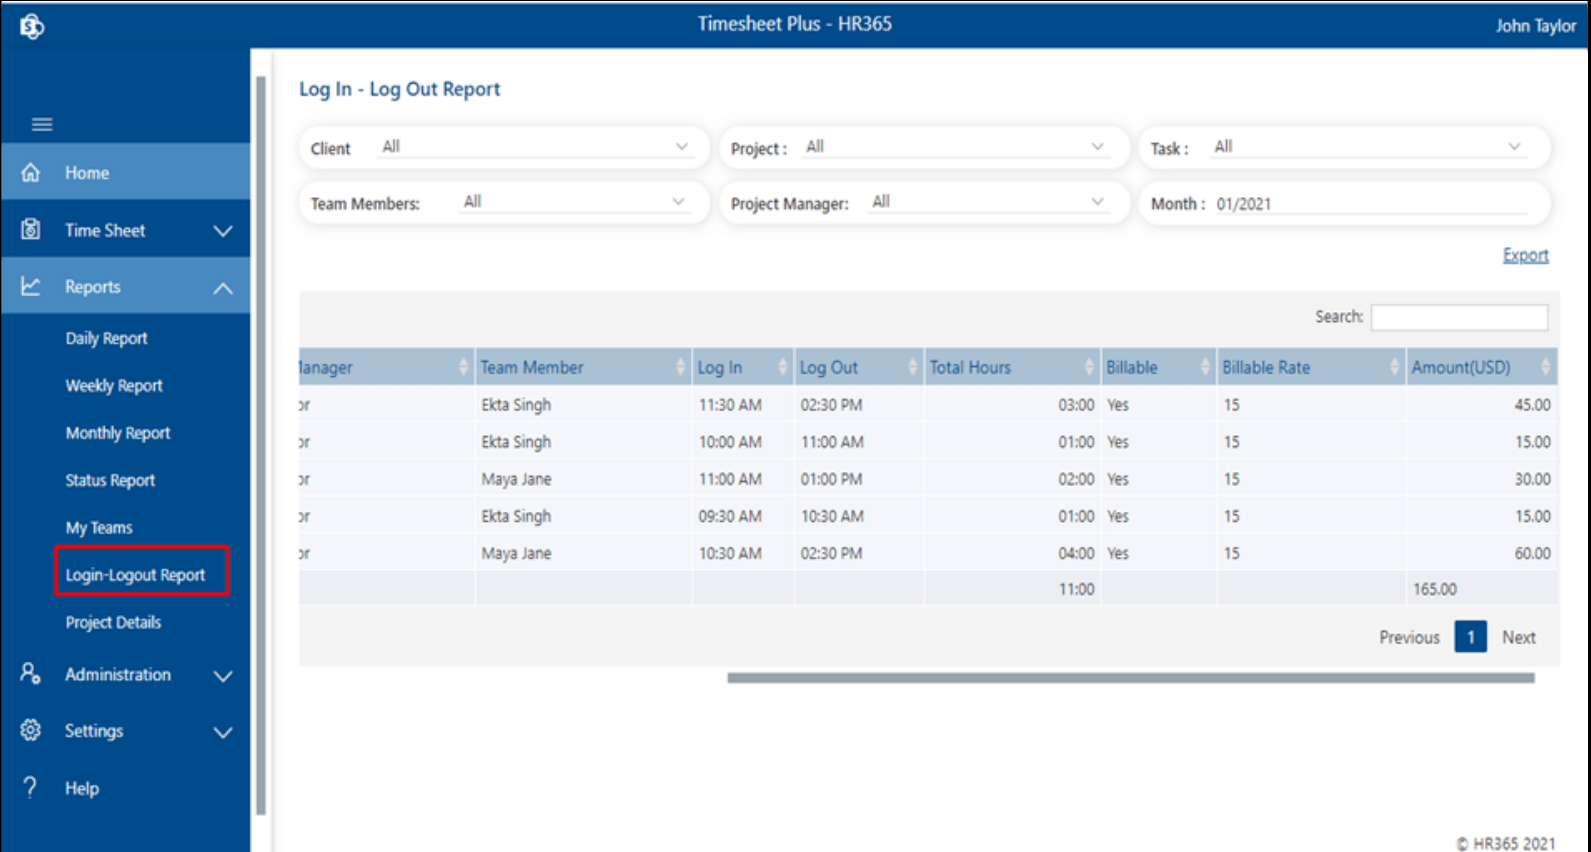 Timesheet Plus - HR365
John Taylor
Home
Time Sheet
Reports
Daily Report
Weekly Report
Monthly Report
Status Report
My Teams
Login-Logout Report
Project Details
Administration
Settings
Help
Log In - Log Out Report
Client All Project : All Task : All
Team Members: All Project Manager: All Month : 01/2021
Export
Search:
lanager Team Member Log In Log Out Total Hours Billable Billable Rate Amount(USD)
or Ekta Singh 11:30 AM 02:30 PM 03:00 Yes 15 45.00
or Ekta Singh 10:00 AM 11:00 AM 01:00 Yes 15 15.00
or Maya Jane 11:00 AM 01:00 PM 02:00 Yes 15 30.00
or Ekta Singh 09:30 AM 10:30 AM 01:00 Yes 15 15.00
or Maya Jane 10:30 AM 02:30 PM 04:00 Yes 15 60.00
11:00 165.00
Previous 1 Next
© HR365 2021